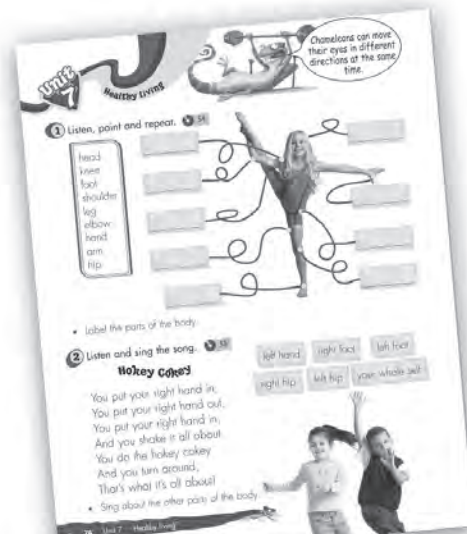 Unit
7
Healthy Living
Chameleons can move
their eyes in different
directions at the same
time.
1 Listen, point and repeat.
head
knee
foot
shoulder
leg
elbow
hand
arm
hip
• Label the parts of the body.
2 Listen and sing the song.
Hokey Cokey
You put your right hand in,
You put your right hand out,
You put your right hand in,
And you shake it all about.
You do the hokey cokey
And you turn around,
That's what it's all about!
• Sing about the other parts of the body.
left hand
right foot
left foot
right hip
left hip
your whole self
Unit 7 Healthy living